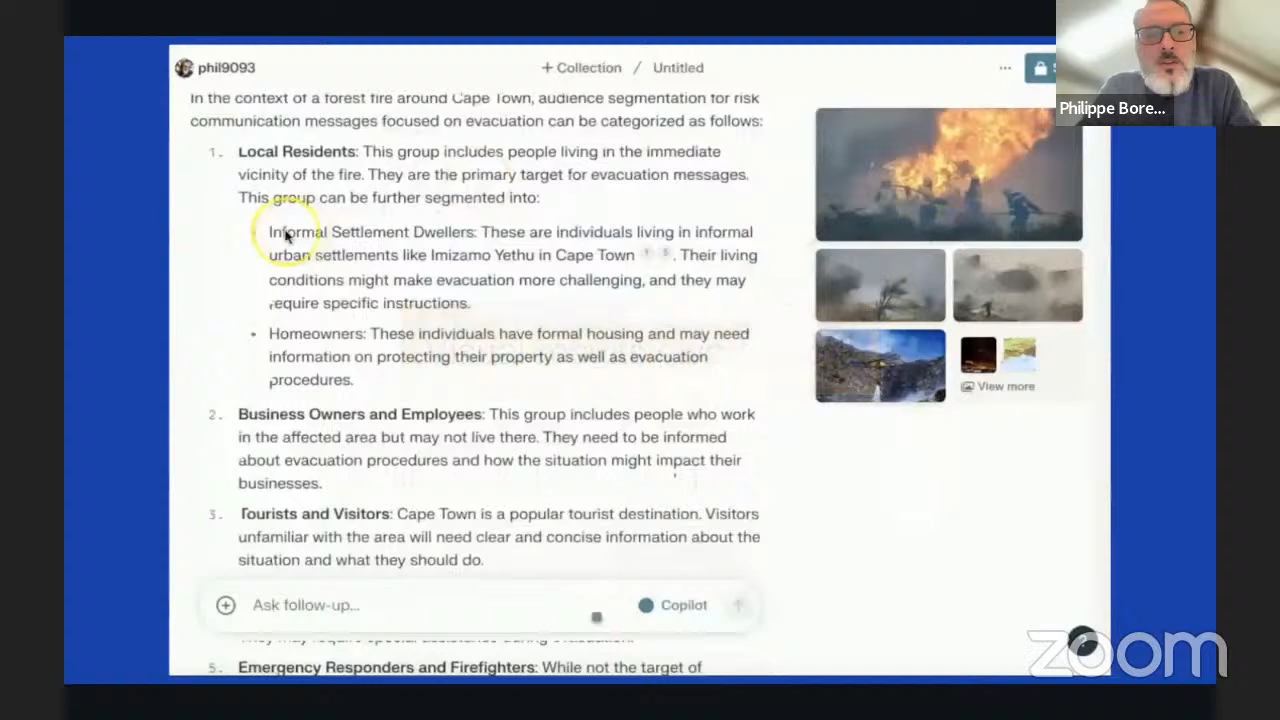 phil9093
+ Collection / Untitled
...
Philippe Bore...
In the context of a forest fire around Cape Town, audience segmentation for risk
communication messages focused on evacuation can be categorized as follows:
1. Local Residents: This group includes people living in the immediate
vicinity of the fire. They are the primary target for evacuation messages.
This group can be further segmented into:
• Informal Settlement Dwellers: These are individuals living in informal
urban settlements like Imizamo Yethu in Cape Town. Their living
conditions might make evacuation more challenging, and they may
require specific instructions.
• Homeowners: These individuals have formal housing and may need
information on protecting their property as well as evacuation
procedures.
View more
2. Business Owners and Employees: This group includes people who work
in the affected area but may not live there. They need to be informed
about evacuation procedures and how the situation might impact their
businesses.
3. Tourists and Visitors: Cape Town is a popular tourist destination. Visitors
unfamiliar with the area will need clear and concise information about the
situation and what they should do.
Ask follow-up...
Copilot
5. Emergency Responders and Firefighters: While not the target of
zoom